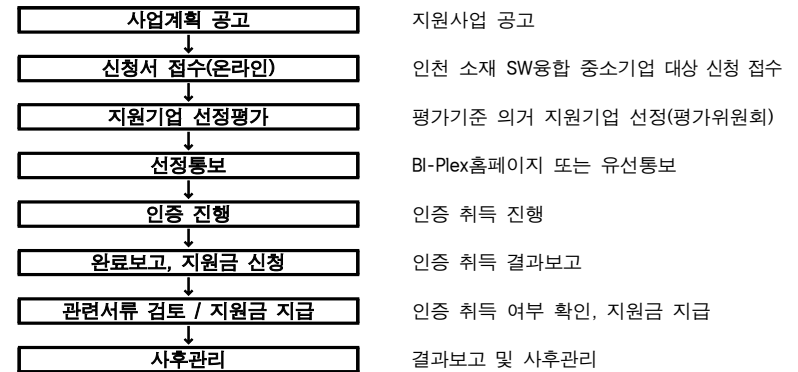 사업계획 공고 지원사업 공고
↓
신청서 접수(온라인) 인천 소재 SW융합 중소기업 대상 신청 접수
↓
지원기업 선정평가 평가기준 의거 지원기업 선정(평가위원회)
↓
선정통보 BI-Plex홈페이지 또는 유선통보
↓
인증 진행 인증 취득 진행
↓
완료보고, 지원금 신청 인증 취득 결과보고
↓
관련서류 검토 / 지원금 지급 인증 취득 여부 확인, 지원금 지급
↓
사후관리 결과보고 및 사후관리